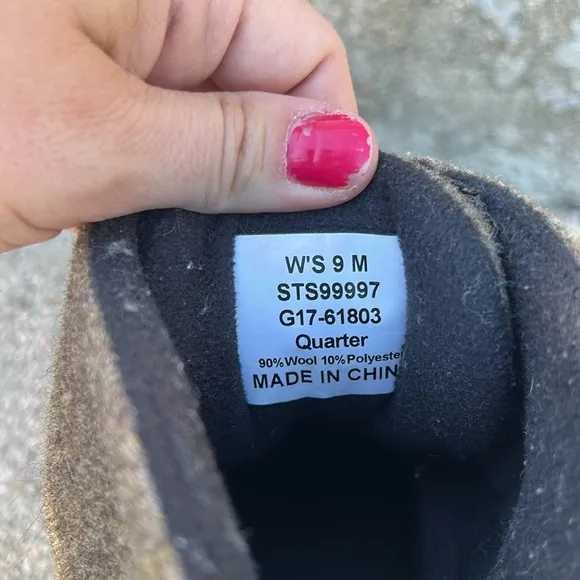 W'S 9 M
STS99997
G17-61803
Quarter
90%Wool 10%Polyester
MADE IN CHIN